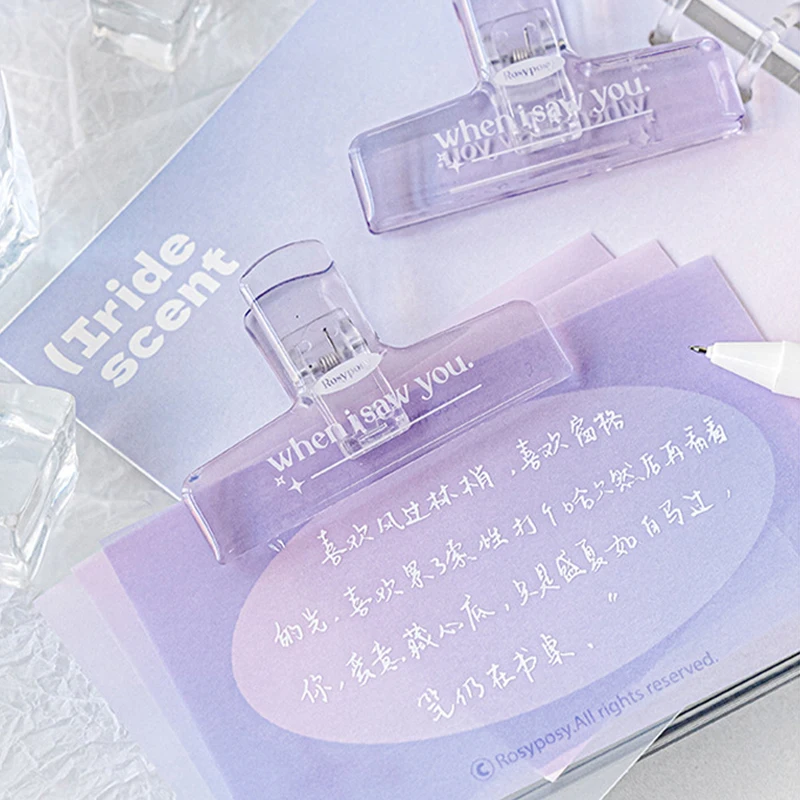 Rosyposy
when i saw you.
(Iride
scent
Rosyposy
when i saw you.
“喜欢风过林梢，喜欢窗格
的光，喜欢累了索性打个哈欠然后再看看
你，爱意藏心底，又是盛夏如白马过，
笔仍在书桌。”
©Rosyposy.All rights reserved.